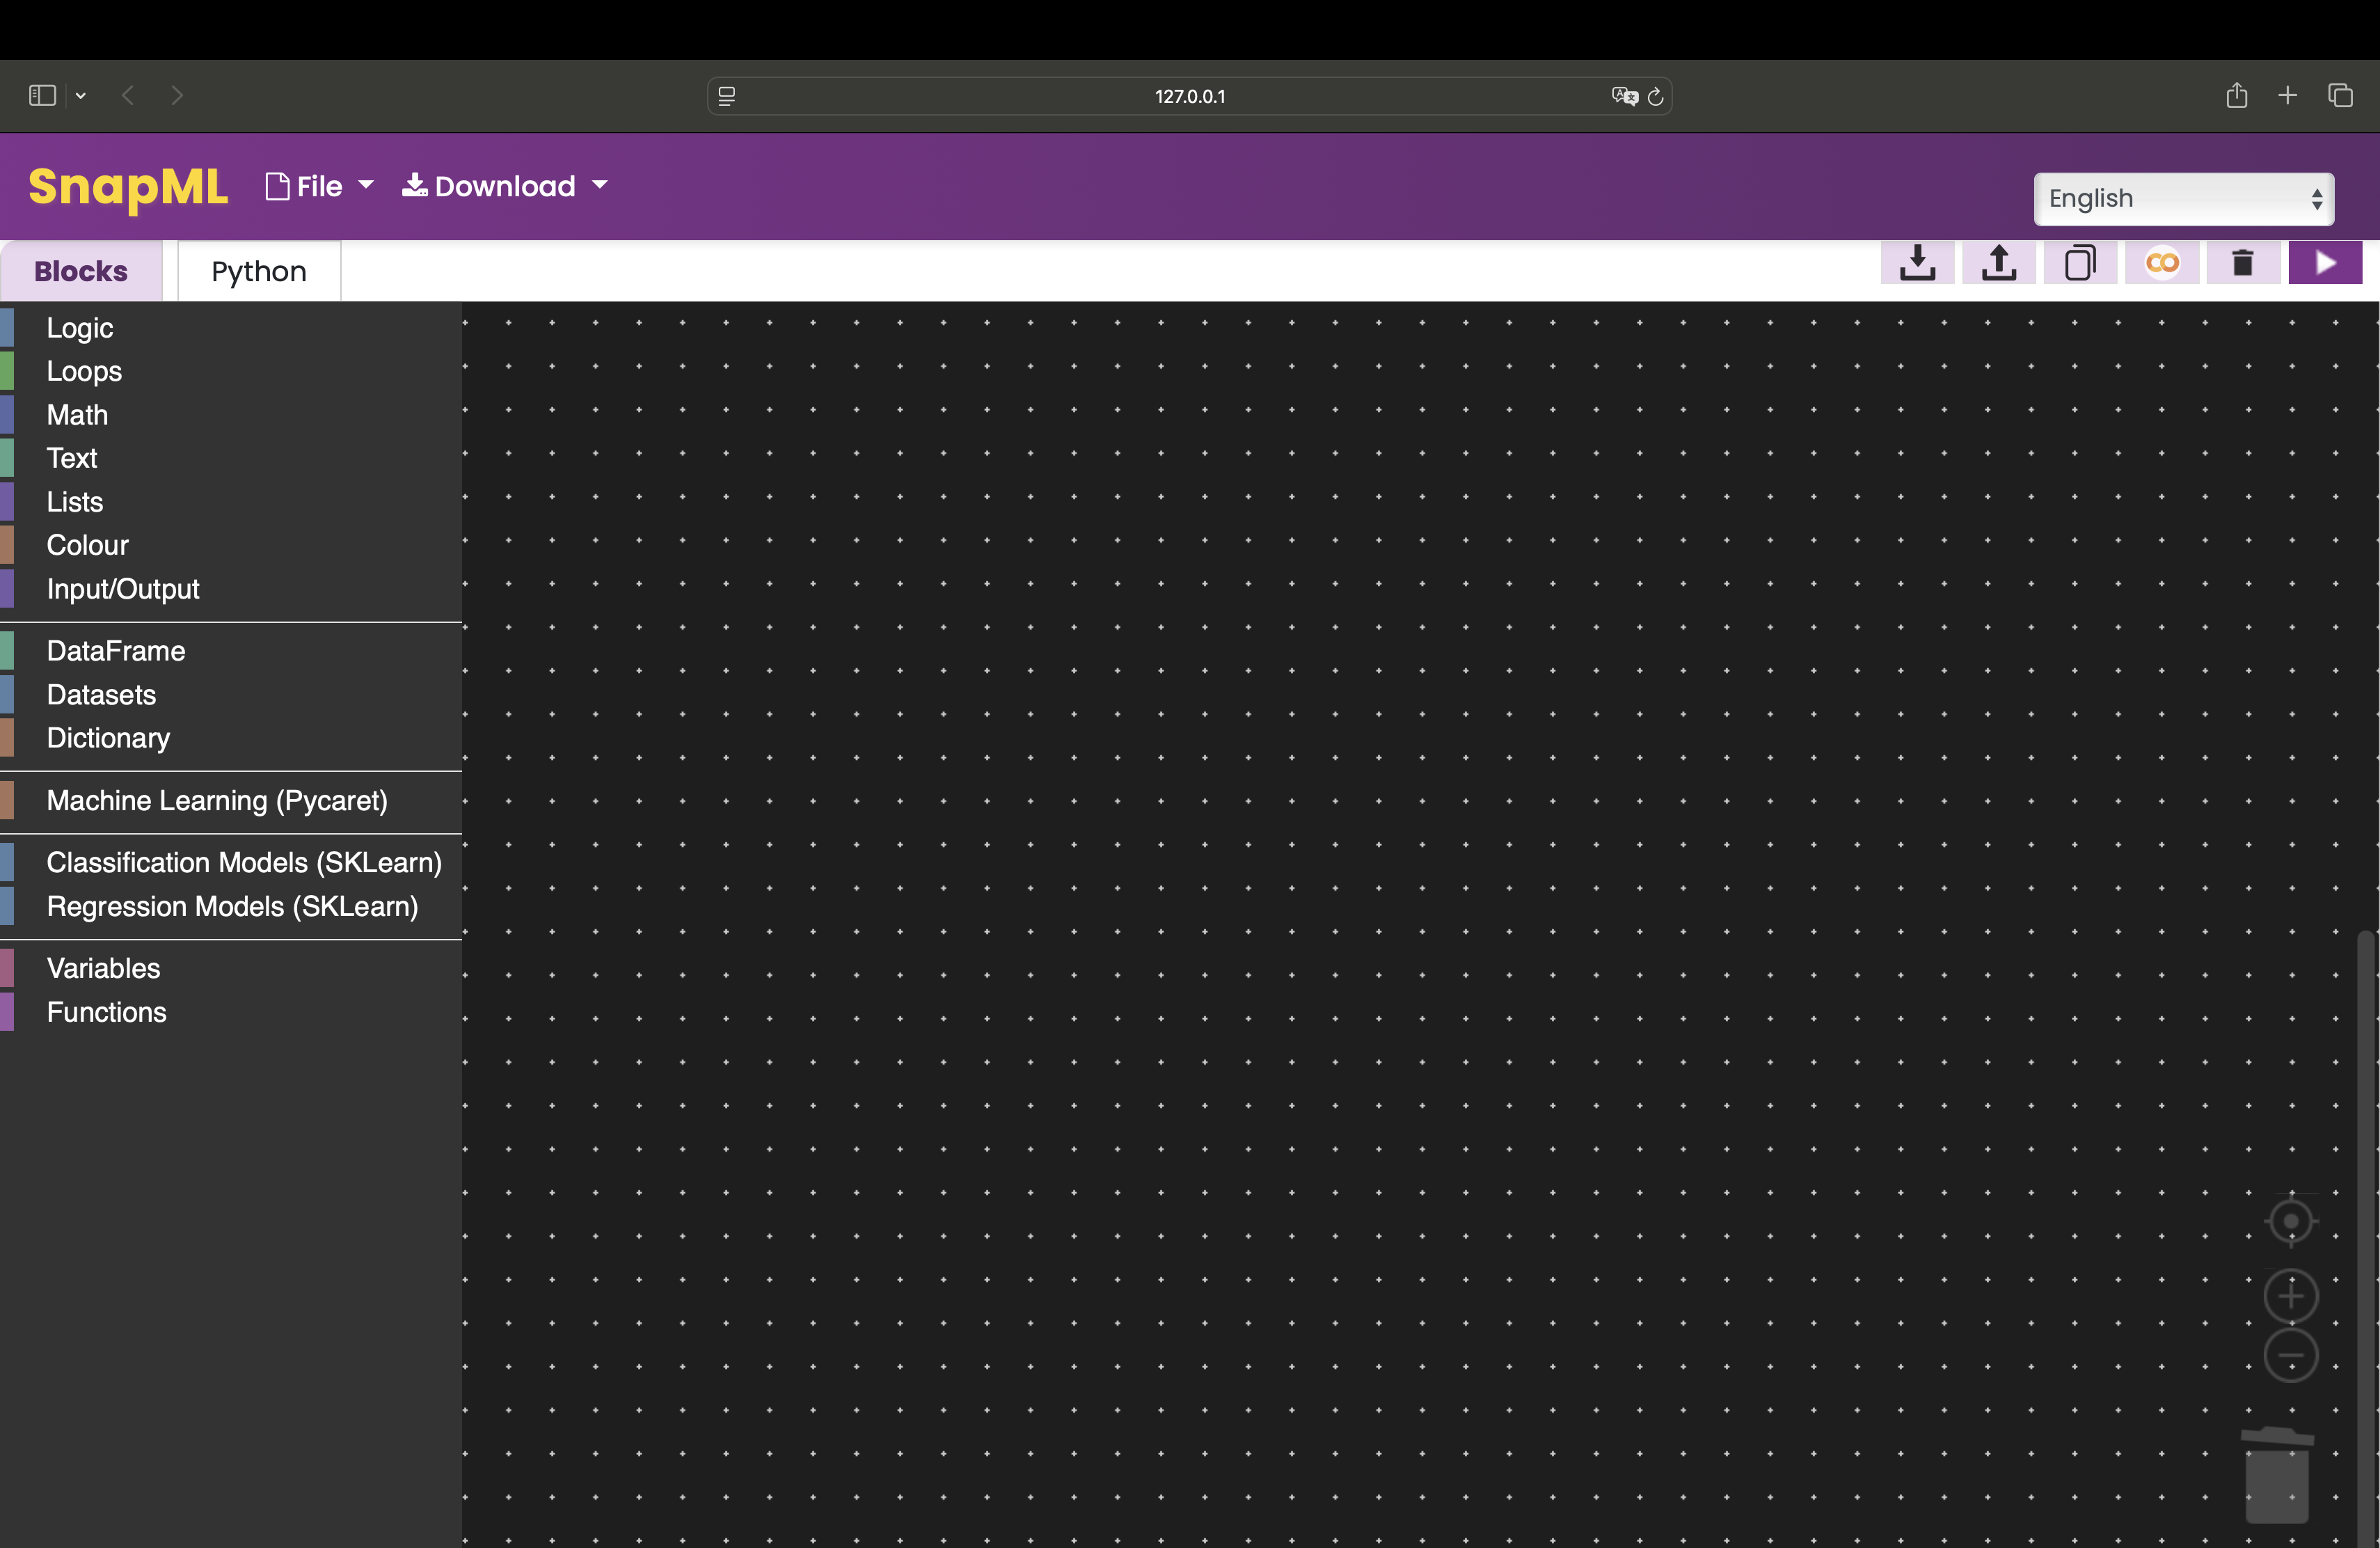 127.0.0.1
SnapML File Download English
Blocks Python
Logic
Loops
Math
Text
Lists
Colour
Input/Output
DataFrame
Datasets
Dictionary
Machine Learning (Pycaret)
Classification Models (SKLearn)
Regression Models (SKLearn)
Variables
Functions